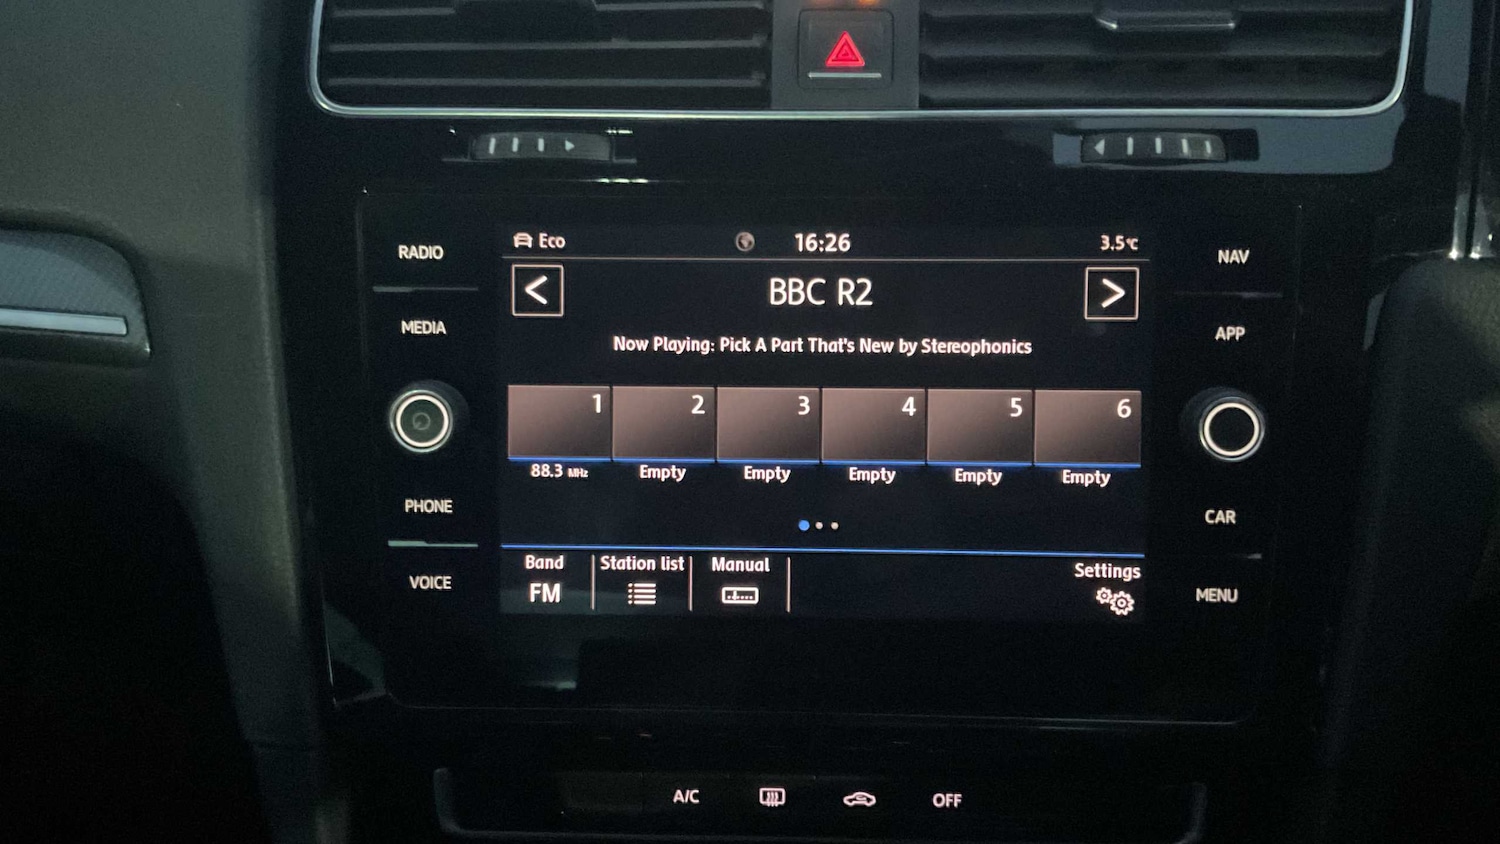 RADIO
MEDIA
PHONE
VOICE
Eco
16:26
3.5°C
<
BBC R2
>
Now Playing: Pick A Part That's New by Stereophonics
1
2
3
4
5
6
88.3 MHz
Empty
Empty
Empty
Empty
Empty
Band
Station list
Manual
Settings
FM
NAV
APP
CAR
MENU
A/C
OFF